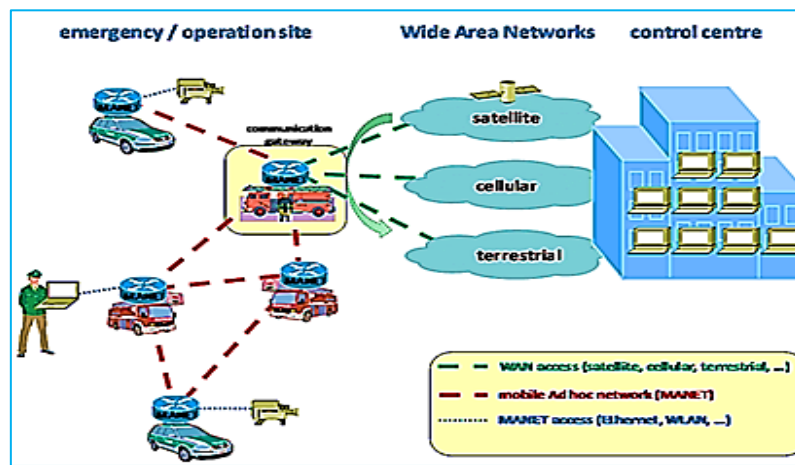 emergency / operation site
Wide Area Networks
control centre
MANET
communication
gateway
MANET
satellite
cellular
terrestrial
MANET
MANET
MANET
WAN access (satellite, cellular, terrestrial, ...)
mobile Ad hoc network (MANET)
MANET access (Ethernet, WLAN, ...)